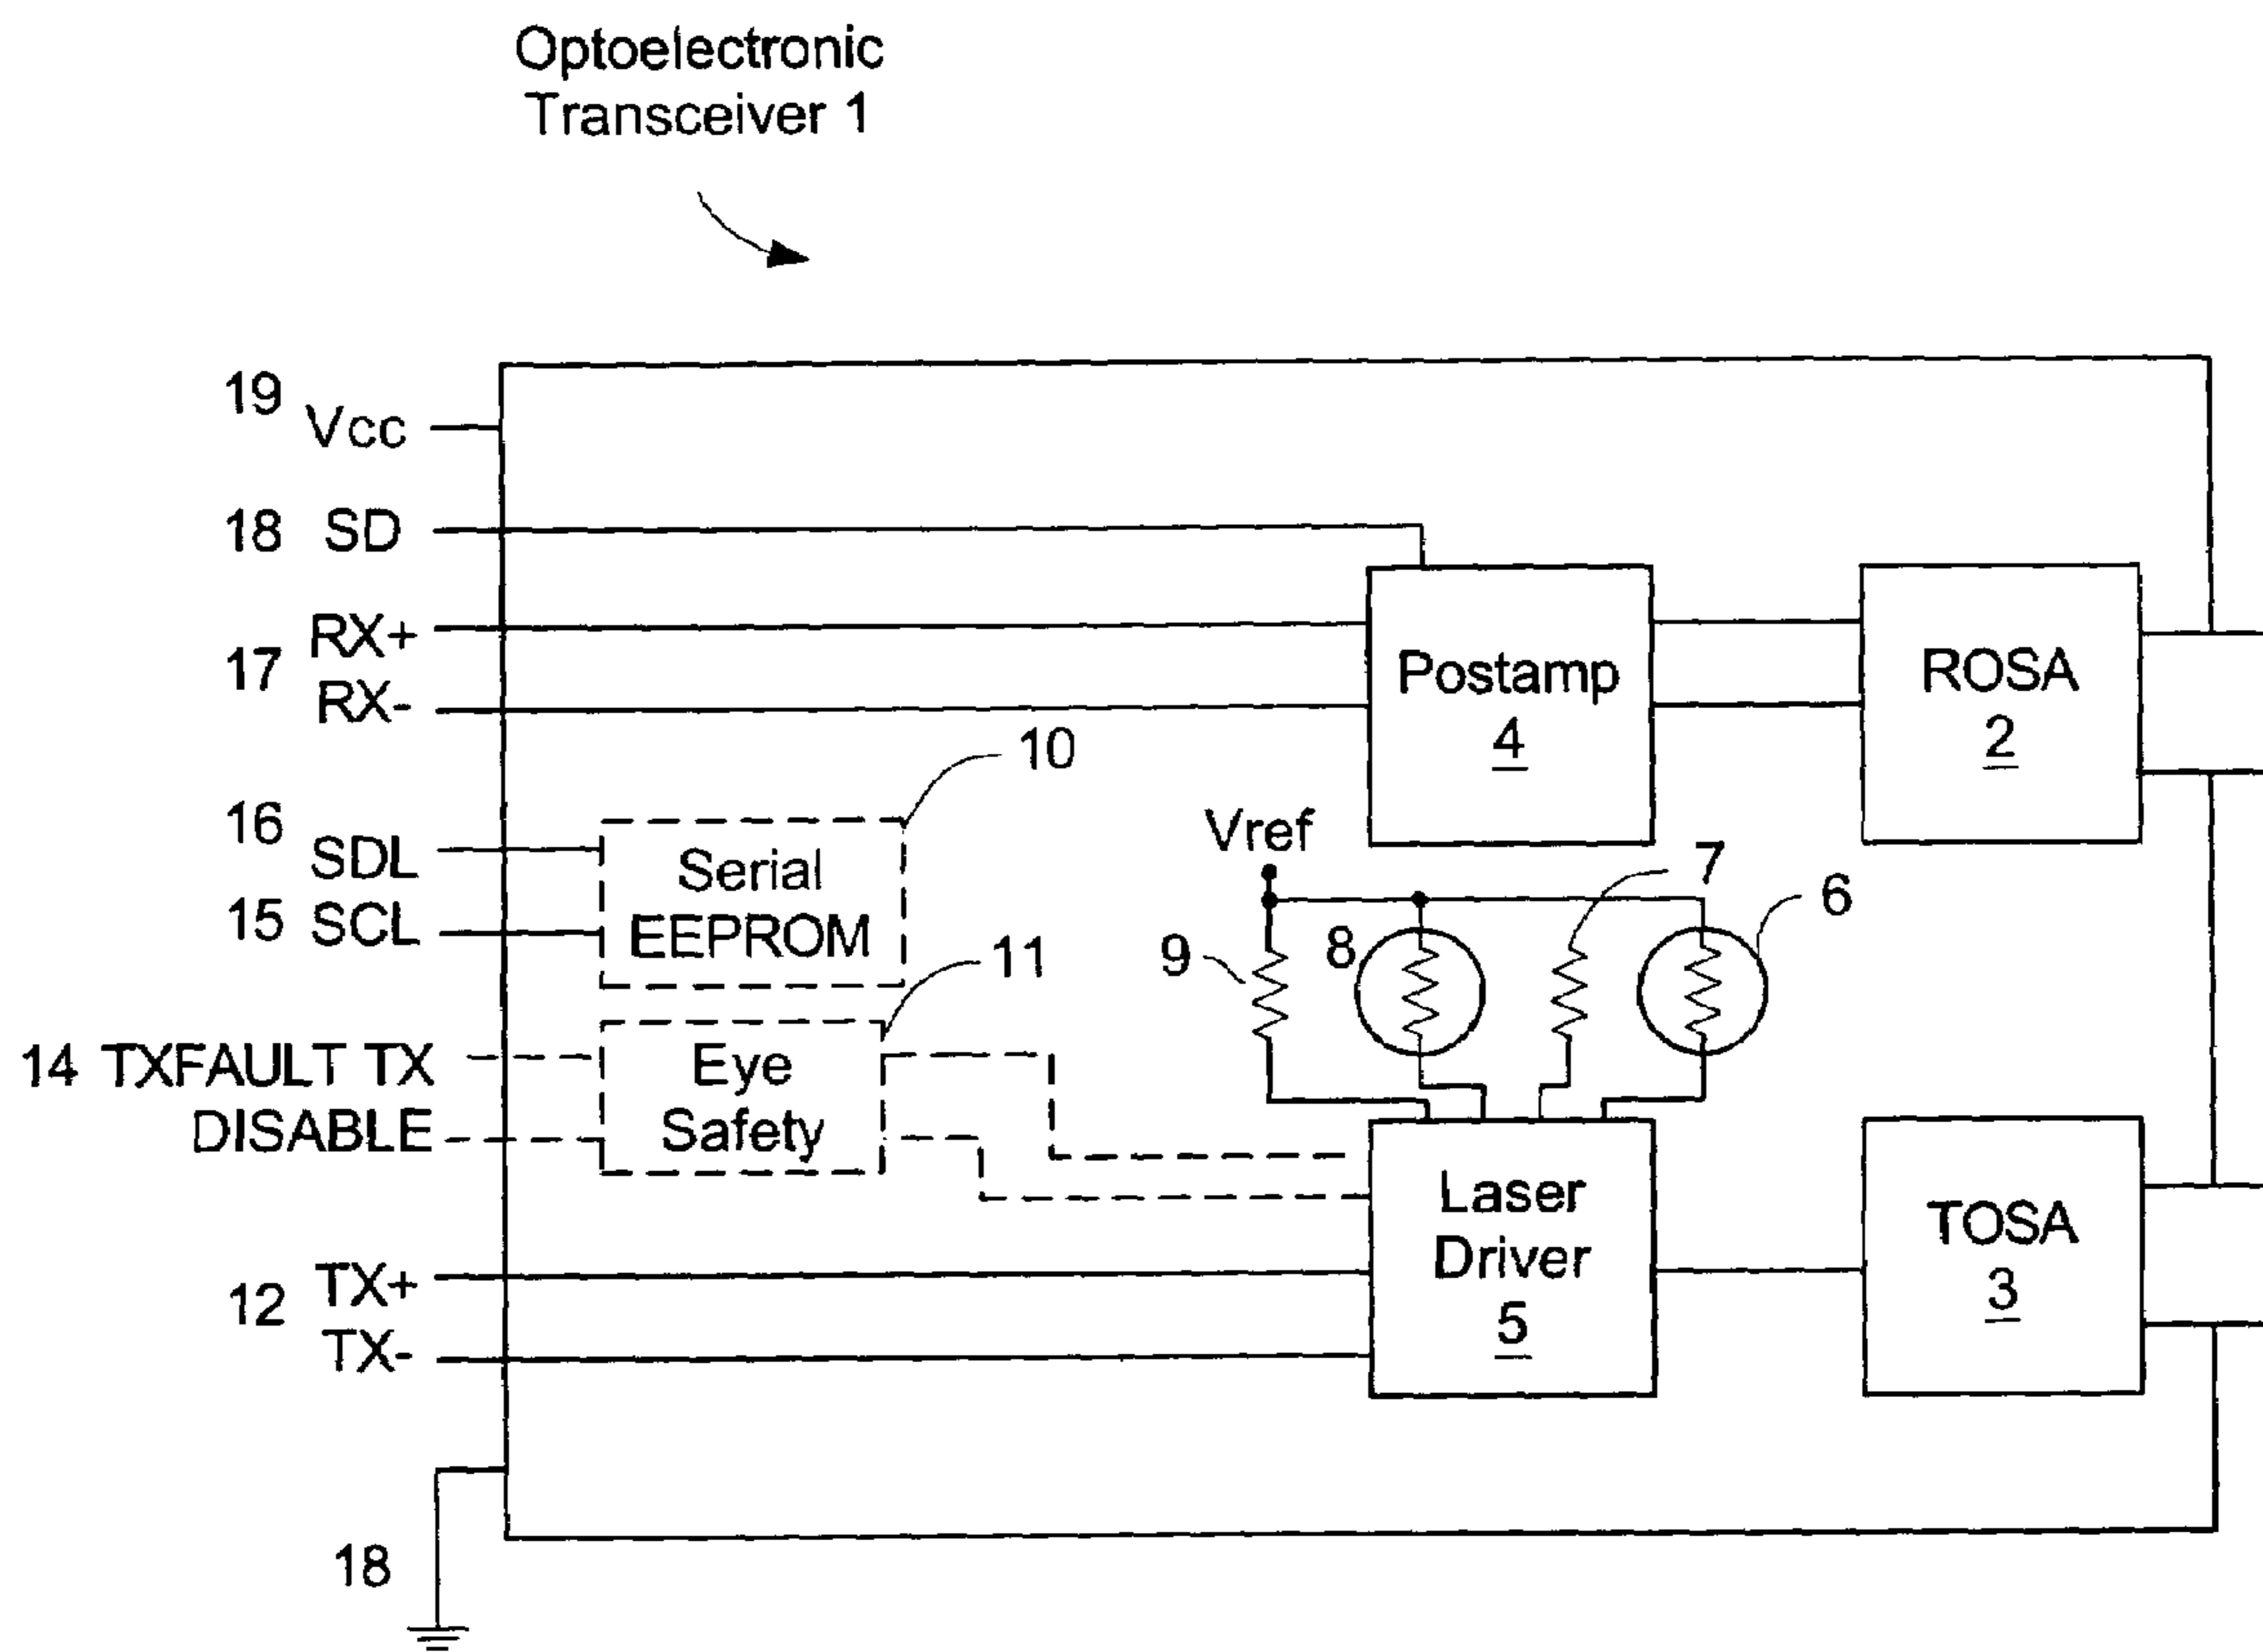 Optoelectronic
Transceiver 1
19
Vcc
18 SD
RX+
17
RX-
Postamp
4
ROSA
2
10
16
SDL
15 SCL
Serial
EEPROM
Vref
7
6
8
9
11
14 TXFAULT TX
DISABLE
Eye
Safety
Laser
Driver
5
TOSA
3
TX+
12
TX-
18